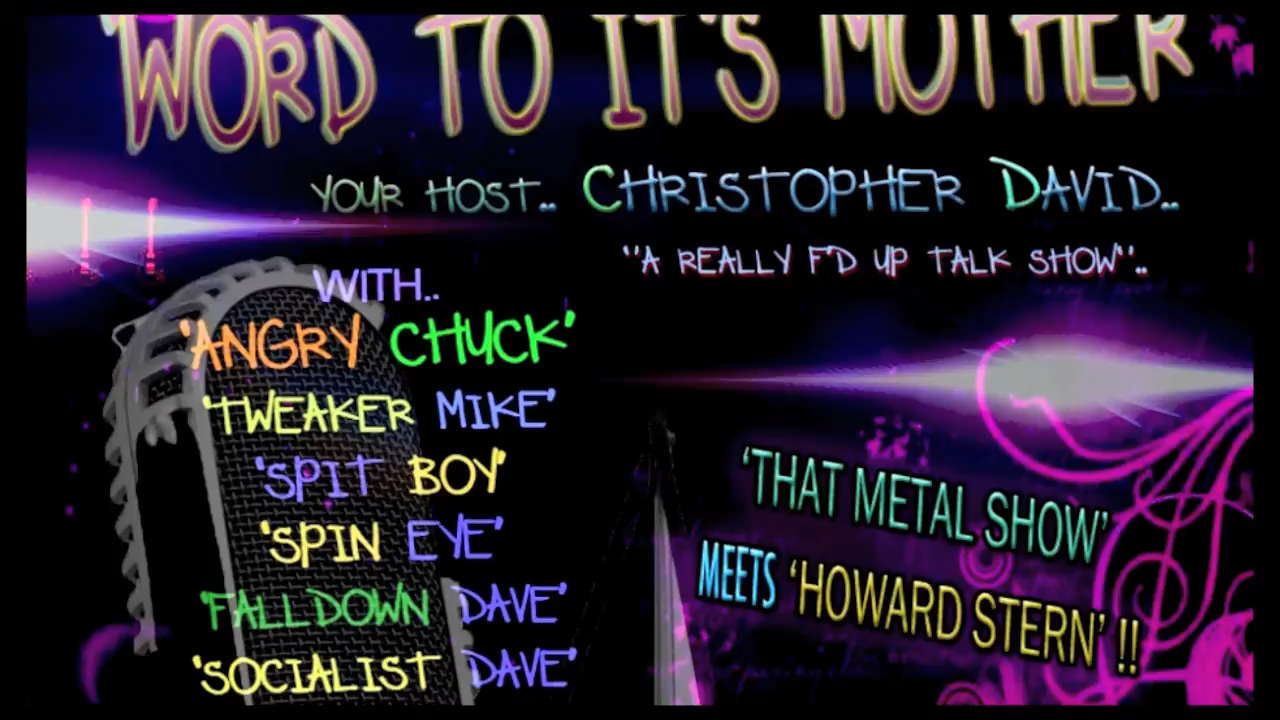 'WORD TO IT'S MOTHER
YOUR HOST.. CHRISTOPHER DAVID..
"A REALLY F'D UP TALK SHOW"..
WITH..
'ANGRY CHUCK'
'TWEAKER MIKE'
'SPIT BOY'
'SPIN EYE'
'FALLDOWN DAVE'
'SOCIALIST DAVE'
'THAT METAL SHOW'
MEETS 'HOWARD STERN' !!